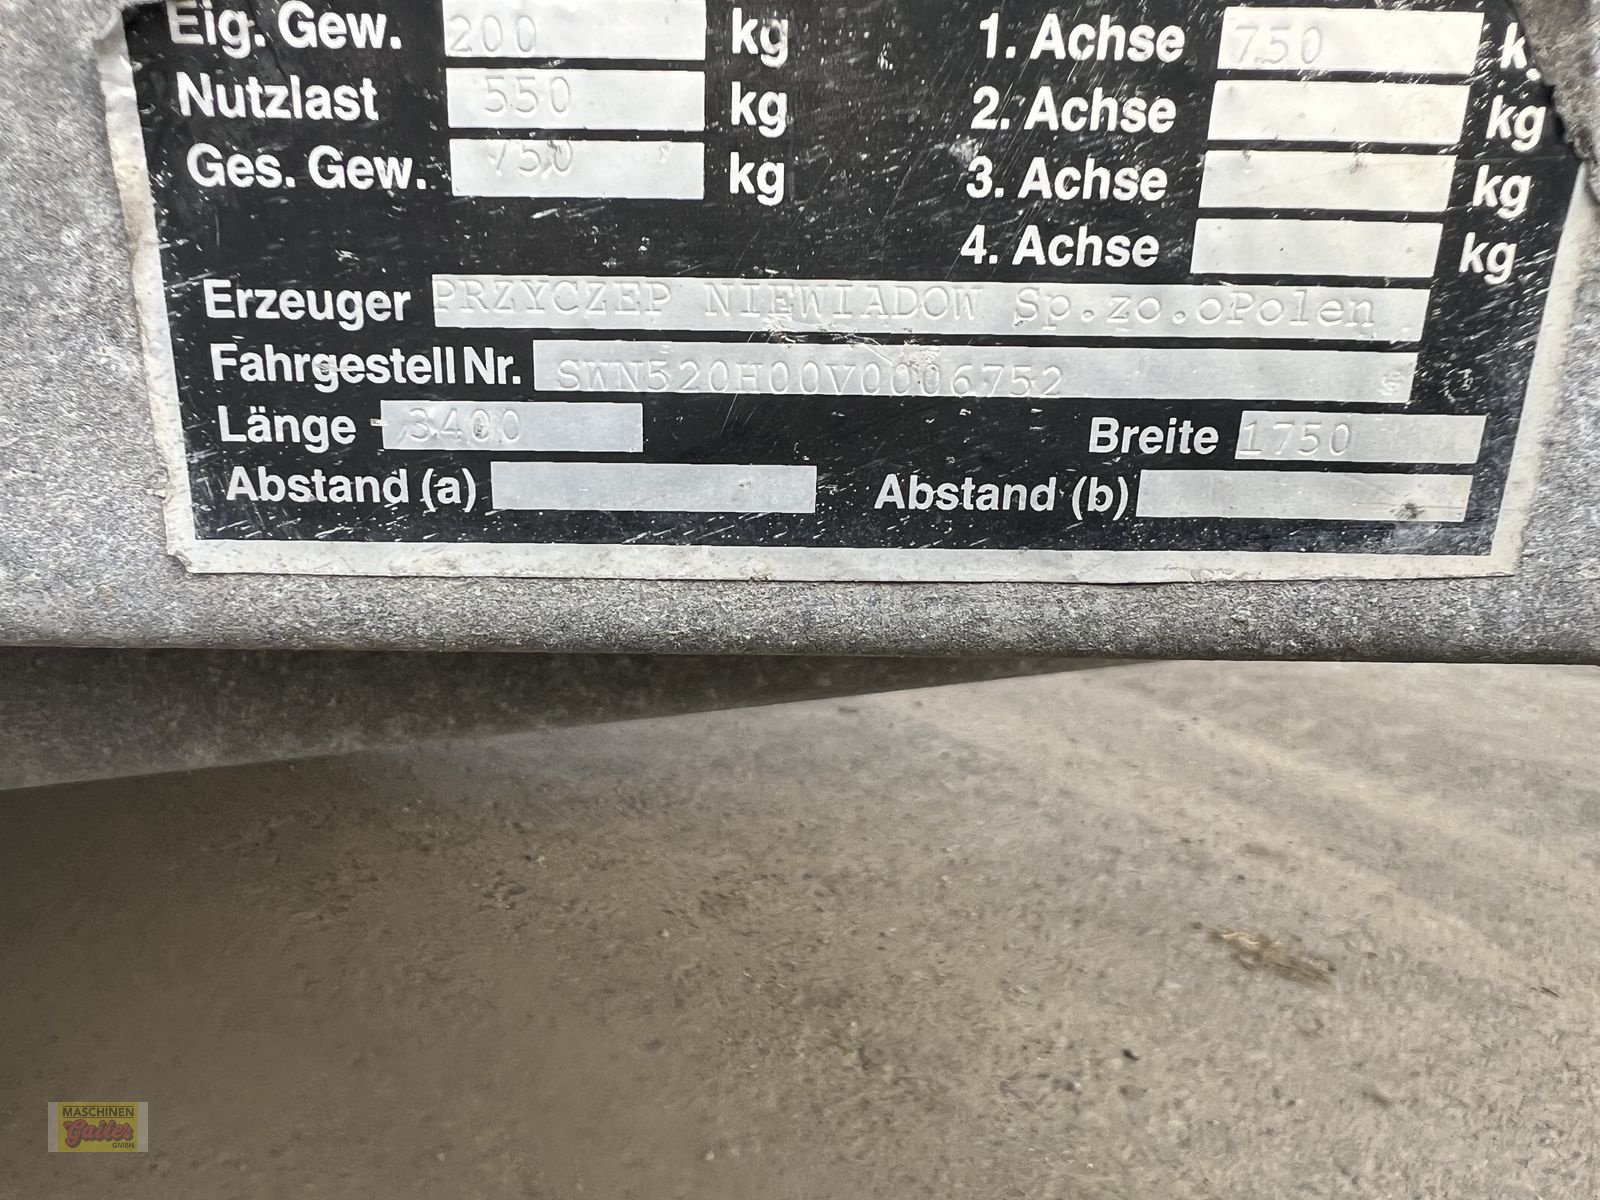 Eig. Gew. 200 kg 1. Achse 750 k
Nutzlast 550 kg 2. Achse kg
Ges. Gew. 750 kg 3. Achse kg
4. Achse kg
Erzeuger PRZYCZEP NIEWIADOW Sp.zo.oPolen
Fahrgestell Nr. SWN520H00V0006752
Länge 3400 Breite 1750
Abstand (a) Abstand (b)
MASCHINEN
Gailer
GMBH